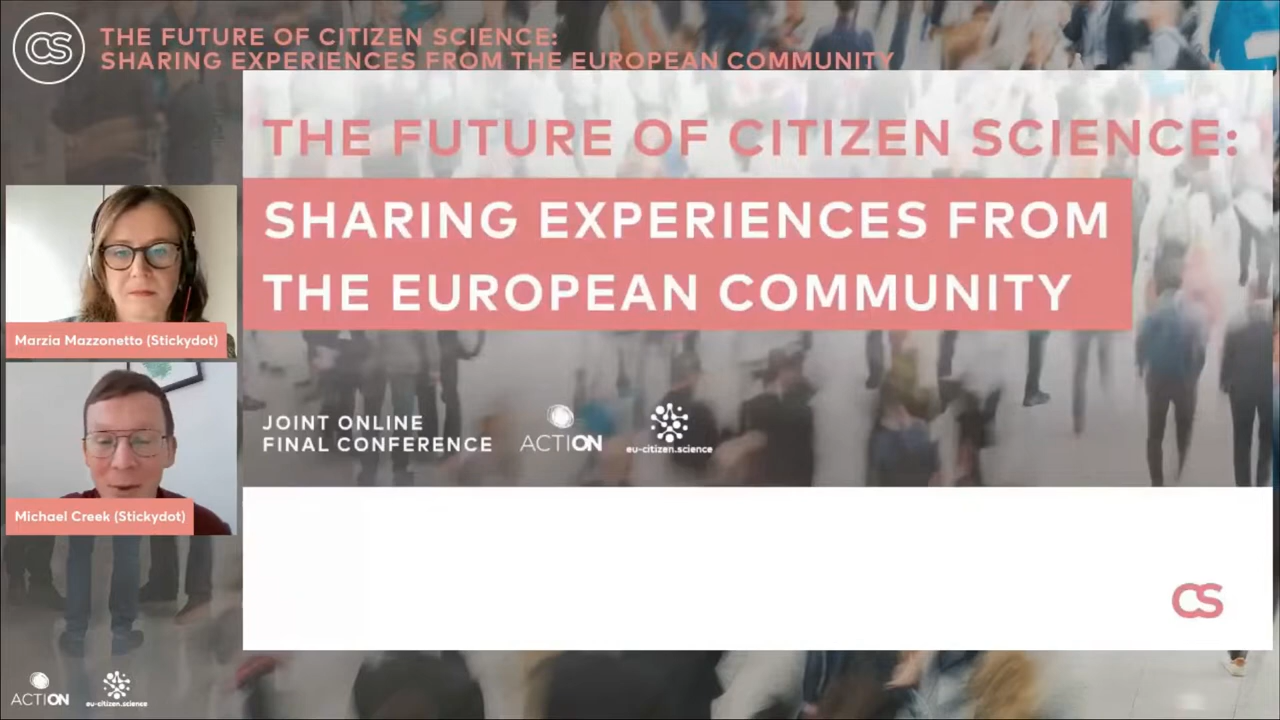 CS
THE FUTURE OF CITIZEN SCIENCE:
SHARING EXPERIENCES FROM THE EUROPEAN COMMUNITY
THE FUTURE OF CITIZEN SCIENCE:
SHARING EXPERIENCES FROM
THE EUROPEAN COMMUNITY
Marzia Mazzonetto (Stickydot)
JOINT ONLINE
FINAL CONFERENCE
ACTION
eu-citizen.science
Michael Creek (Stickydot)
CS
ACTION
eu-citizen.science